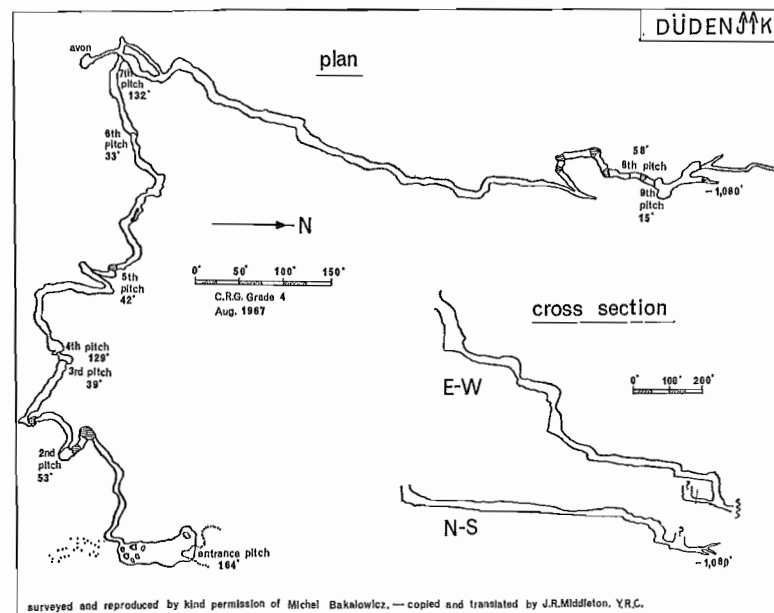 DÜDENJIK
plan
avon
7th
pitch
132'
6th
pitch
33'
58'
8th pitch
9th
pitch
15'
-1,080'
N
0' 50' 100' 150'
C.R.G. Grade 4
Aug. 1967
5th
pitch
42'
4th pitch
129'
3rd pitch
39'
2nd
pitch
53'
entrance pitch
164'
cross section
0' 100' 200'
E-W
?
N-S
?
-1,080'
surveyed and reproduced by kind permission of Michel Bakalowicz, — copied and translated by J.R.Middleton. Y.R.C.